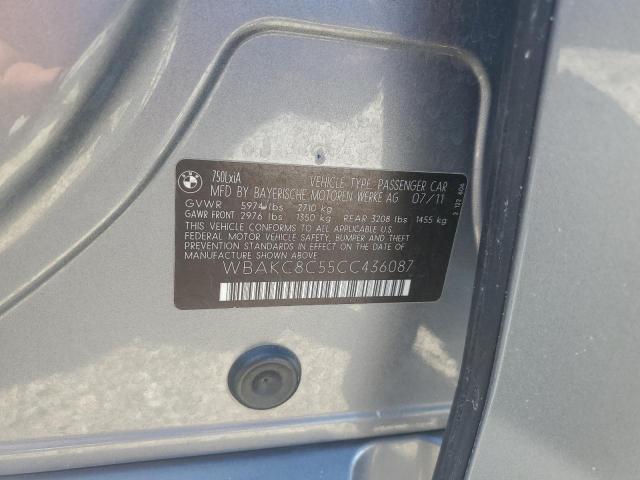 BMW
750LxiA
VEHICLE TYPE: PASSENGER CAR
MFD BY BAYERISCHE MOTOREN WERKE AG 07/11
GVWR 5974 lbs 2710 kg
GAWR FRONT 2976 lbs 1350 kg REAR 3208 lbs 1455 kg
THIS VEHICLE CONFORMS TO ALL APPLICABLE
FEDERAL MOTOR VEHICLE SAFETY, BUMPER AND
THEFT PREVENTION STANDARDS IN EFFECT ON
THE DATE OF MANUFACTURE
SHOWN ABOVE
WBAKC8C55CC436087